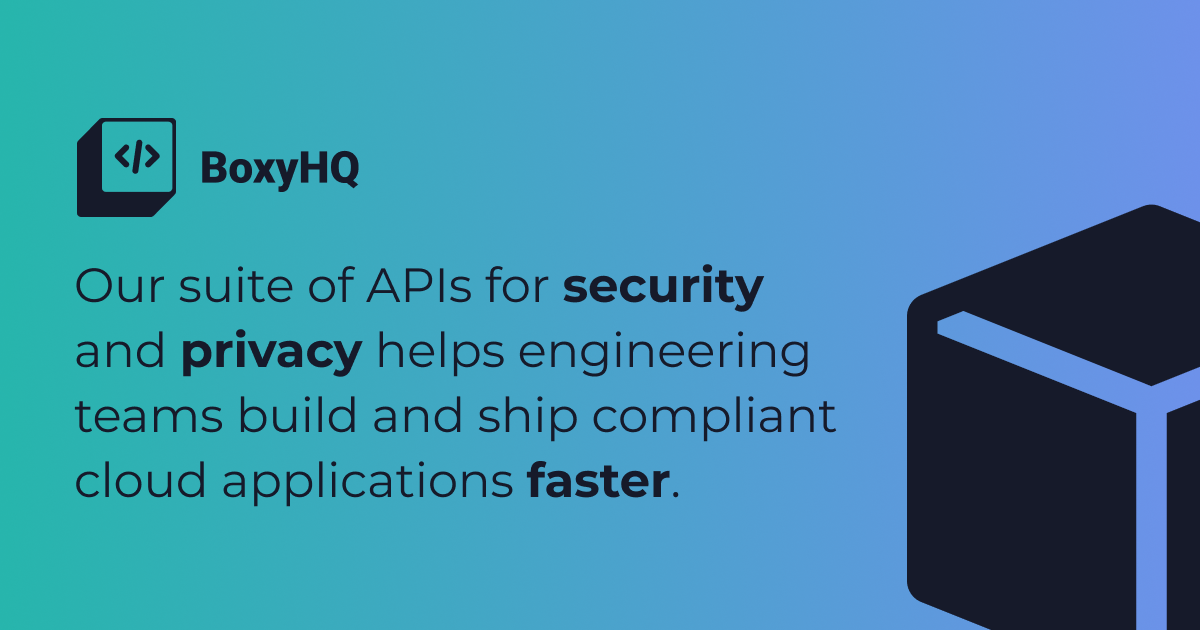 </>
BoxyHQ
Our suite of APIs for security
and privacy helps engineering
teams build and ship compliant
cloud applications faster.